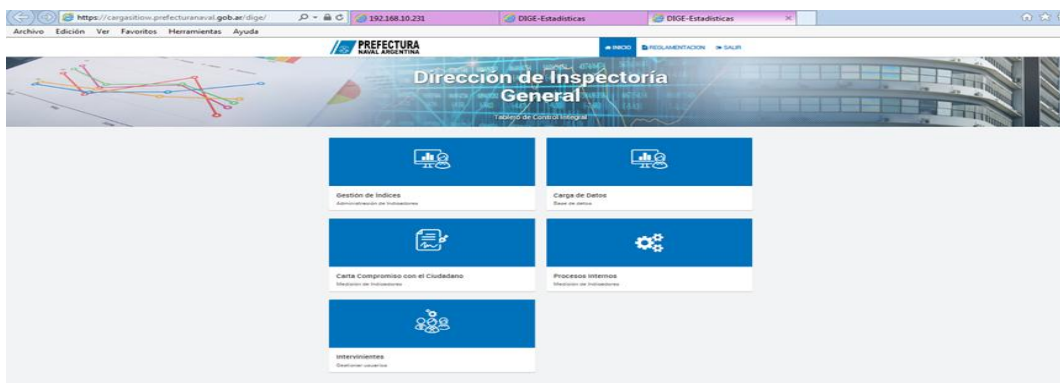 https://cargasitiow.prefecturanaval.gob.ar/dige/
192.168.10.231
DIGE-Estadísticas
DIGE-Estadísticas
Archivo Edición Ver Favoritos Herramientas Ayuda
PREFECTURA
NAVAL ARGENTINA
INICIO
REGLAMENTACION
SALIR
Dirección de Inspectoría
General
Tablero de Control Integral
Gestión de Indices
Administración de Indicadores
Carga de Datos
Base de datos
Carta Compromiso con el Ciudadano
Medición de Indicadores
Procesos Internos
Medición de Indicadores
Intervinientes
Gestionar usuarios